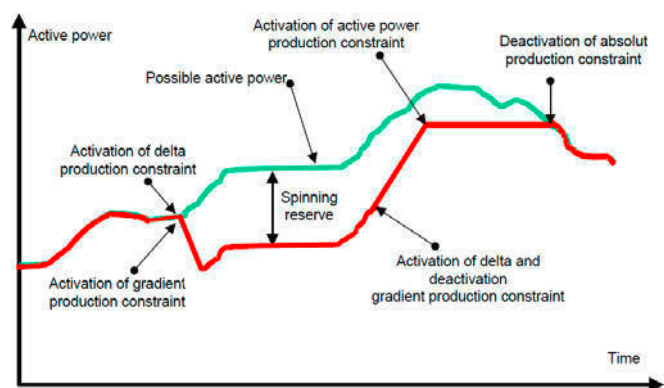 Active power
Activation of active power
production constraint
Deactivation of absolut
production constraint
Possible active power
Activation of delta
production constraint
Spinning
reserve
Activation of gradient
production constraint
Activation of delta and
deactivation
gradient production constraint
Time